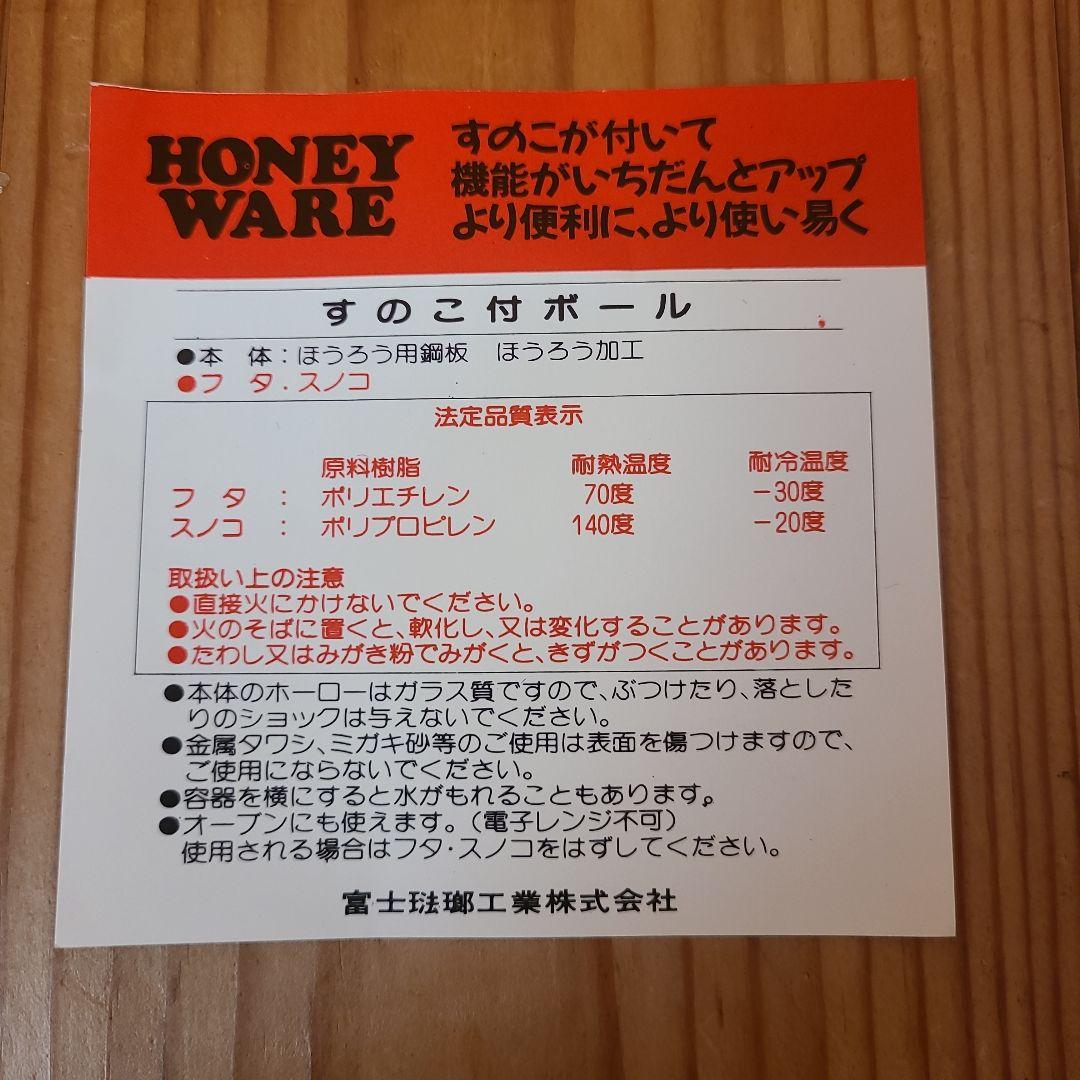 HONEY
WARE
すのこが付いて
機能がいちだんとアップ
より便利に、より使い易く
すのこ付ボール
●本 体：ほうろう用鋼板 ほうろう加工
●フ タ．スノコ
法定品質表示
原料樹脂 耐熱温度 耐冷温度
フ タ ： ポリエチレン 70度 －30度
スノコ ： ポリプロピレン 140度 －20度
取扱い上の注意
●直接火にかけないでください。
●火のそばに置くと、軟化し、又は変化することがあります。
●たわし又はみがき粉でみがくと、きずがつくことがあります。
●本体のホーローはガラス質ですので、ぶつけたり、落とした
りのショックは与えないでください。
●金属タワシ、ミガキ砂等のご使用は表面を傷つけますので、
ご使用にならないでください。
●容器を横にすると水がもれることもあります。
●オーブンにも使えます。（電子レンジ不可）
使用される場合はフタ・スノコをはずしてください。
富士琺瑯工業株式会社